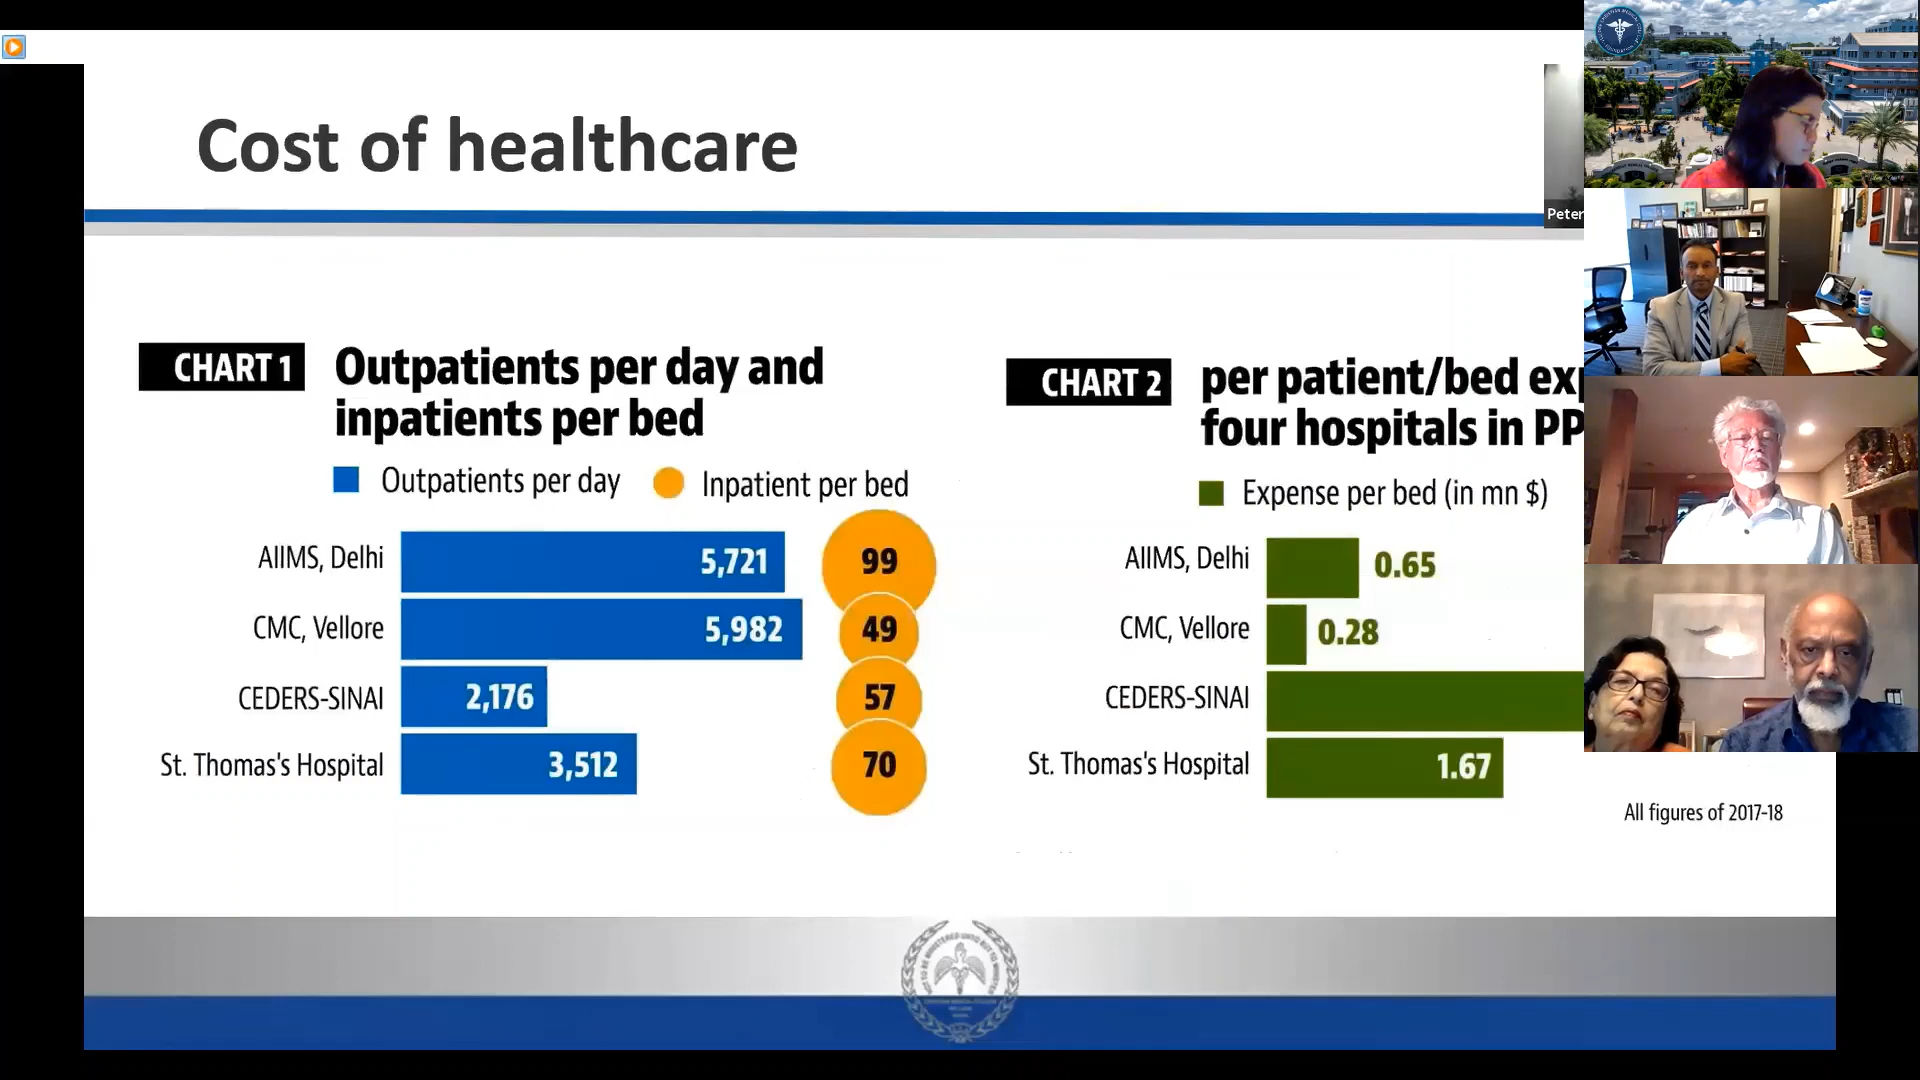 Cost of healthcare
Peter
CHART 1
Outpatients per day and
inpatients per bed
Outpatients per day
Inpatient per bed
AIIMS, Delhi
5,721
99
CMC, Vellore
5,982
49
CEDERS-SINAI
2,176
57
St. Thomas's Hospital
3,512
70
CHART 2
per patient/bed exp
four hospitals in PP
Expense per bed (in mn $)
AIIMS, Delhi
0.65
CMC, Vellore
0.28
CEDERS-SINAI
St. Thomas's Hospital
1.67
All figures of 2017-18